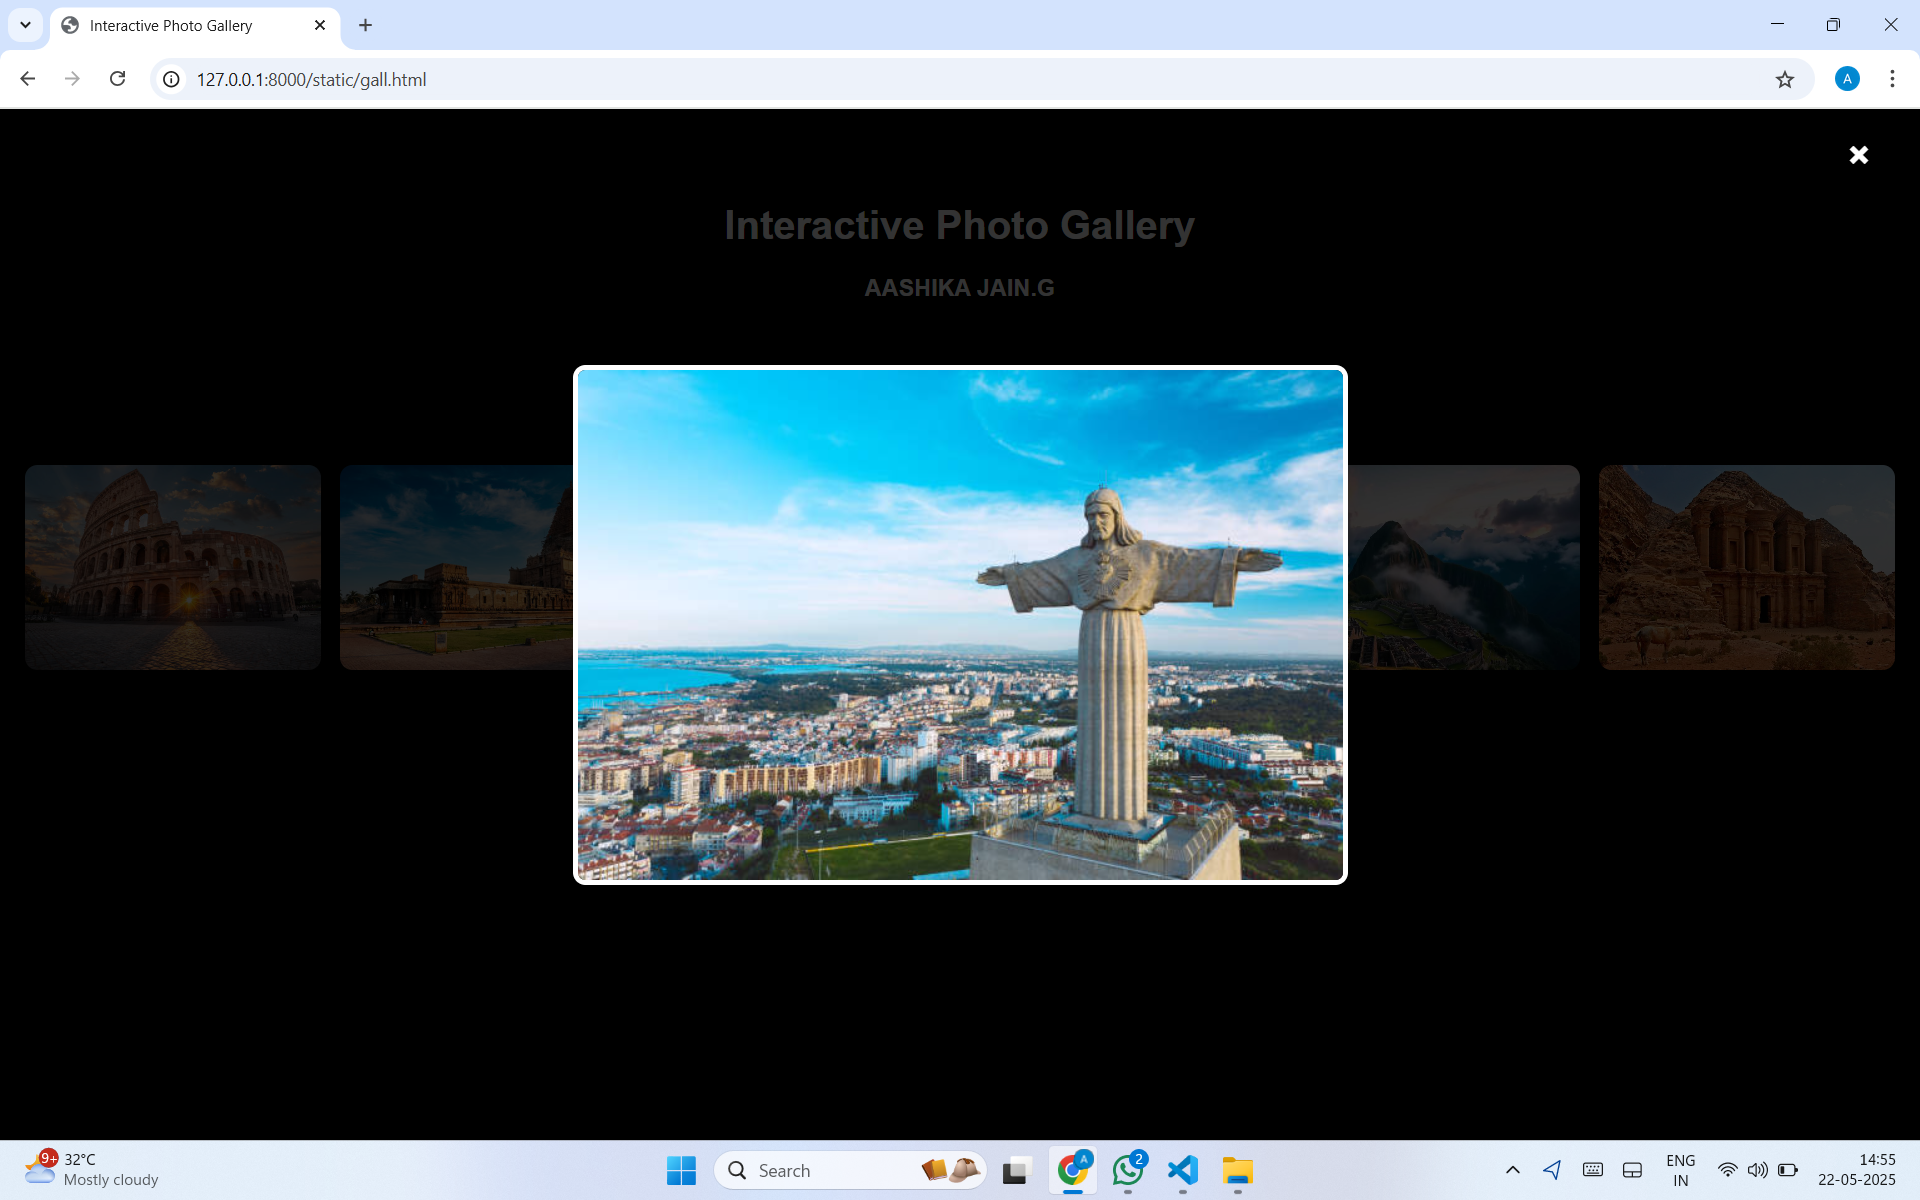 Interactive Photo Gallery
127.0.0.1:8000/static/gall.html
A
Interactive Photo Gallery
AASHIKA JAIN.G
9+
32°C
Mostly cloudy
Search
A
2
ENG
IN
14:55
22-05-2025